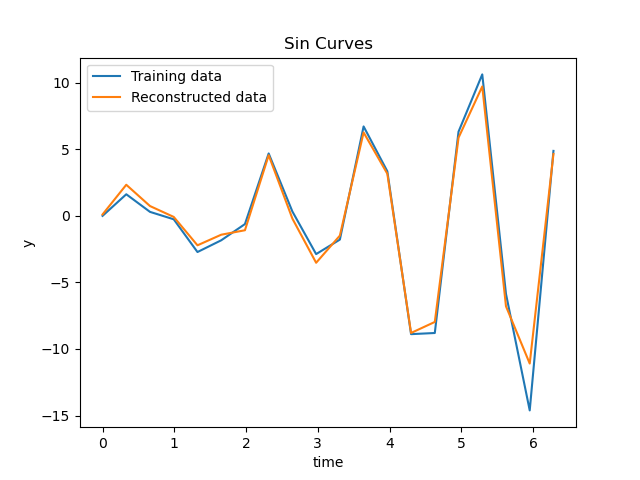 Sin Curves
Training data
Reconstructed data
10
5
0
−5
−10
−15
y
0 1 2 3 4 5 6
time